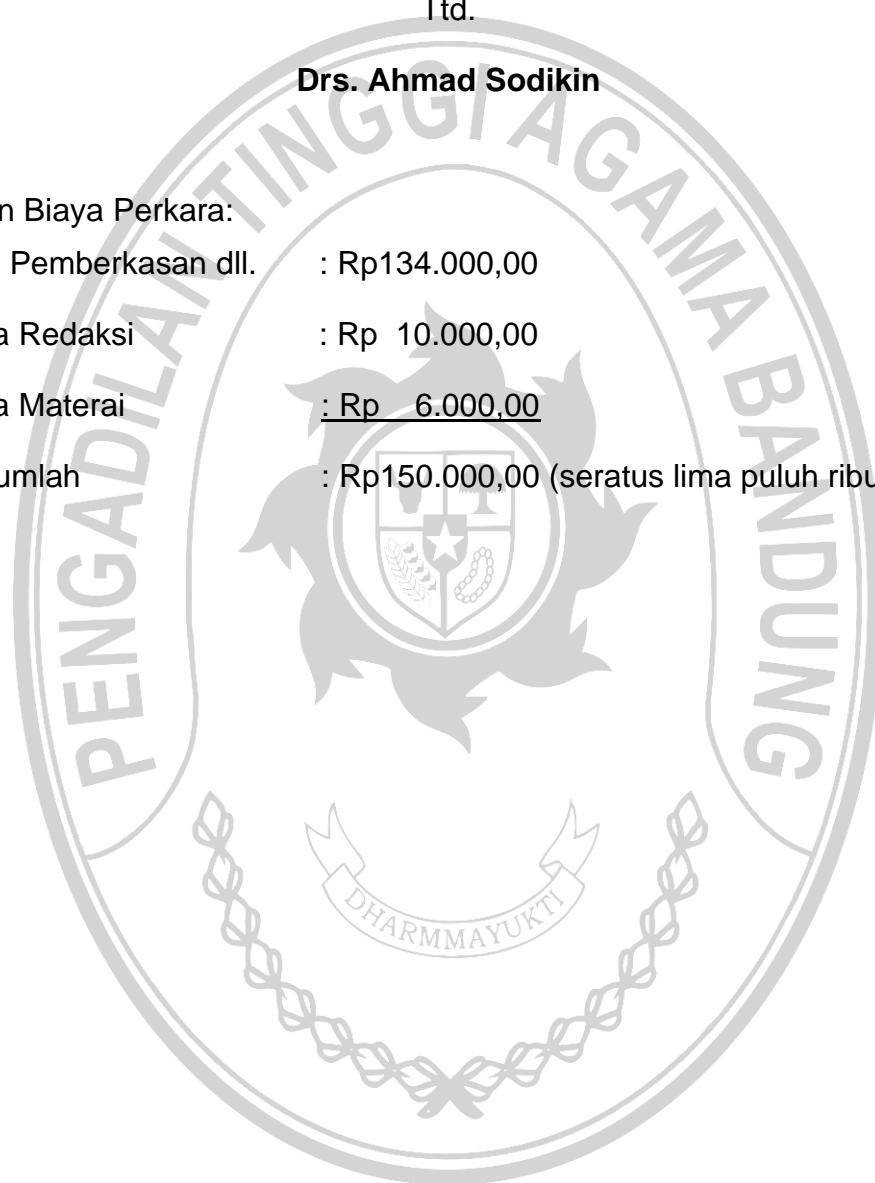 Ttd.
Drs. Ahmad Sodikin
n Biaya Perkara:
Pemberkasan dll. : Rp134.000,00
a Redaksi : Rp 10.000,00
a Materai : Rp 6.000,00
umlah : Rp150.000,00 (seratus lima puluh ribu
PENGADILAN TINGGI AGAMA BANDUNG
DHARMMAYUKTI